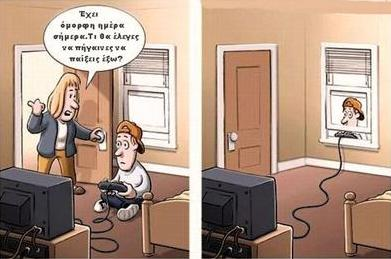 Έχει
όμορφη ημέρα
σήμερα.Τι θα έλεγες
να πήγαινες να
παίξεις έξω?